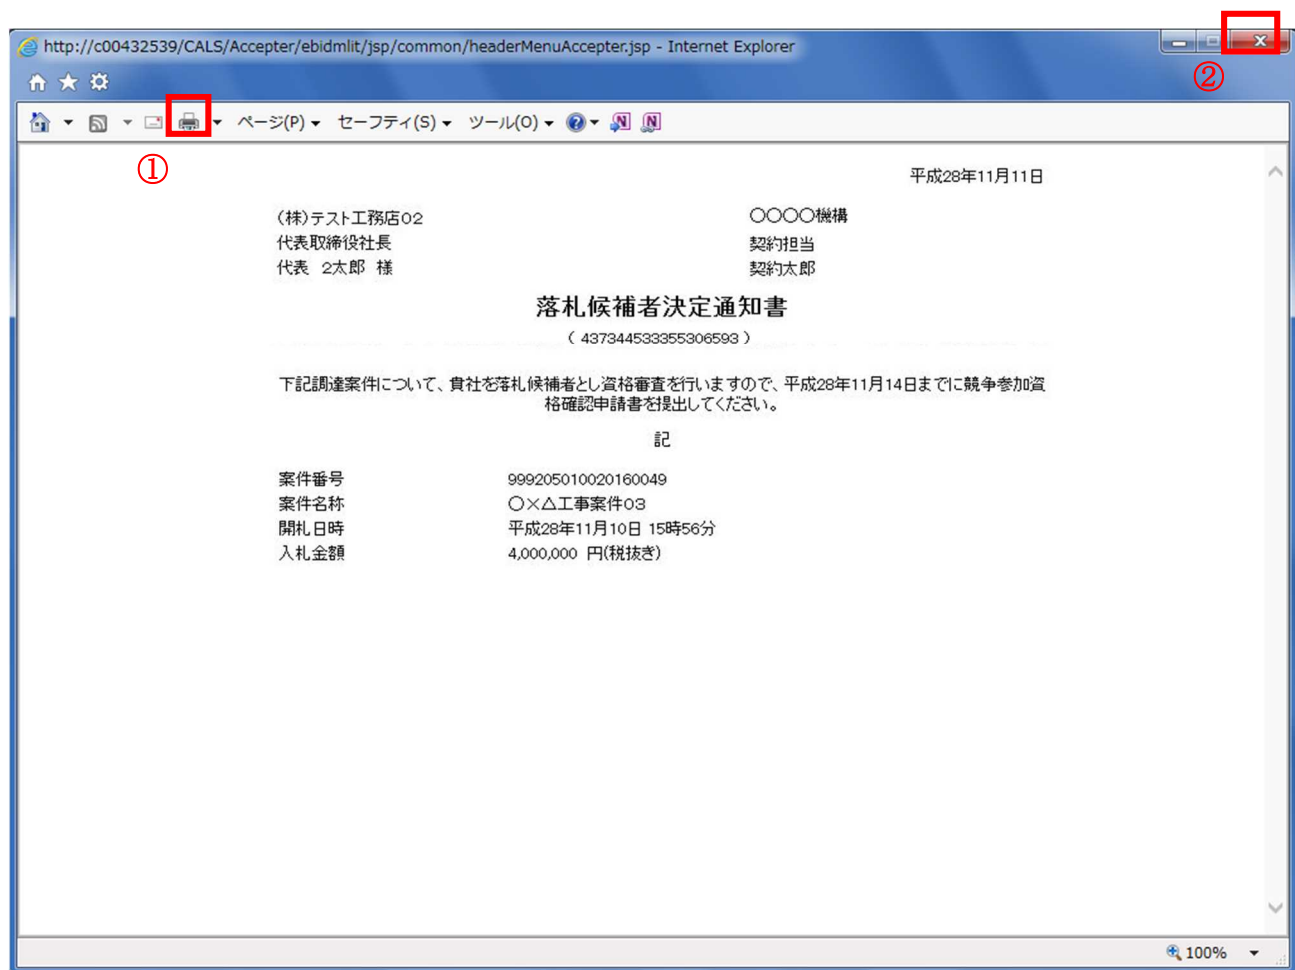 http://c00432539/CALS/Accepter/ebidmlit/jsp/common/headerMenuAccepter.jsp - Internet Explorer
②
ページ(P) セーフティ(S) ツール(O)
①
平成28年11月11日
(株)テスト工務店02
〇〇〇〇機構
代表取締役社長
契約担当
代表 2太郎 様
契約太郎
落札候補者決定通知書
( 437344533355306593 )
下記調達案件について、貴社を落札候補者とし資格審査を行いますので、平成28年11月14日までに競争参加資
格確認申請書を提出してください。
記
案件番号 999205010020160049
案件名称 〇×△工事案件03
開札日時 平成28年11月10日 15時56分
入札金額 4,000,000 円(税抜き)
100%